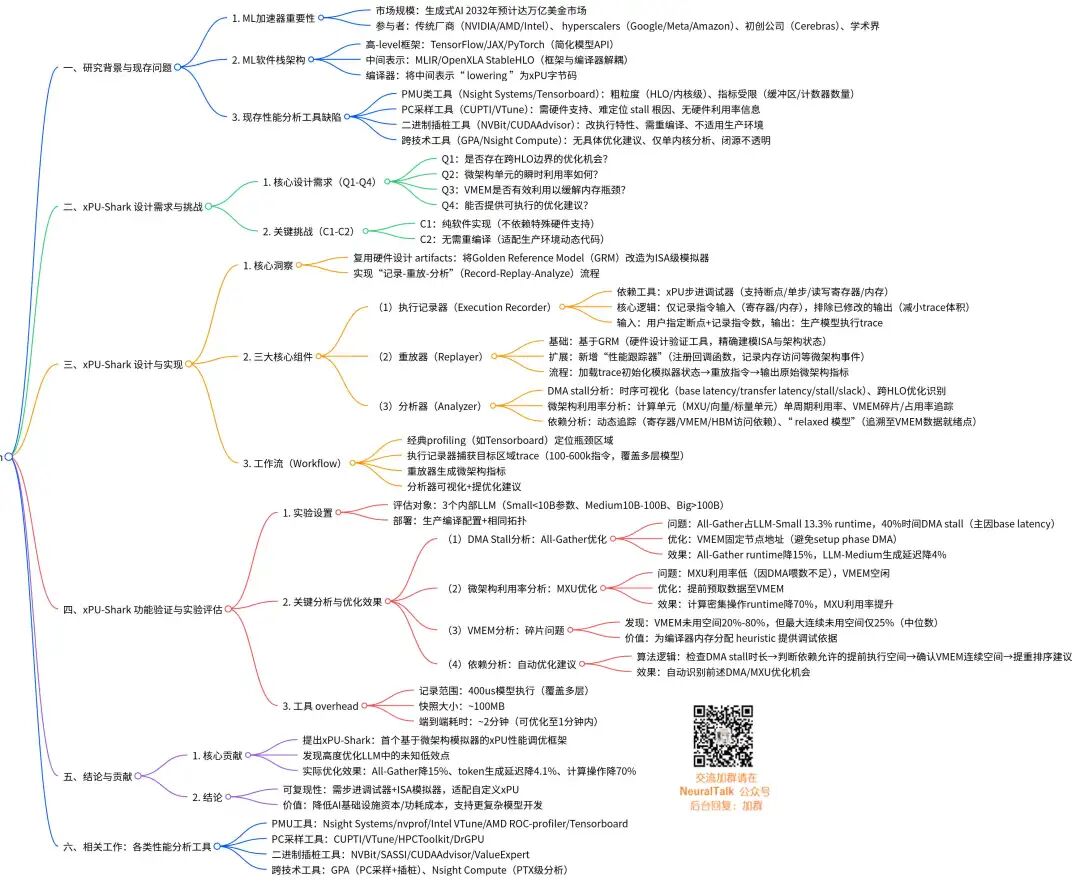 一、研究背景与现存问题
1. ML加速器重要性
市场规模：生成式AI 2032年预计达万亿美金市场
参与者：传统厂商（NVIDIA/AMD/Intel）、hyperscalers（Google/Meta/Amazon）、初创公司（Cerebras）、学术界
2. ML软件栈架构
高-level框架：TensorFlow/JAX/PyTorch（简化模型API）
中间表示：MLIR/OpenXLA StableHLO（框架与编译器解耦）
编译器：将中间表示“ lowering ”为xPU字节码
3. 现存性能分析工具缺陷
PMU类工具（Nsight Systems/Tensorboard）：粗粒度（HLO/内核级）、指标受限（缓冲区/计数器数量）
PC采样工具（CUPTI/VTune）：需硬件支持、难定位 stall 根因、无硬件利用率信息
二进制插桩工具（NVBit/CUDAAdvisor）：改执行特性、需重编译、不适用生产环境
跨技术工具（GPA/Nsight Compute）：无具体优化建议、仅单内核分析、闭源不透明
二、xPU-Shark 设计需求与挑战
1. 核心设计需求（Q1-Q4）
Q1：是否存在跨HLO边界的优化机会？
Q2：微架构单元的瞬时利用率如何？
Q3：VMEM是否有效利用以缓解内存瓶颈？
Q4：能否提供可执行的优化建议？
2. 关键挑战（C1-C2）
C1：纯软件实现（不依赖特殊硬件支持）
C2：无需重编译（适配生产环境动态代码）
三、xPU-Shark 设计与实现
1. 核心洞察
复用硬件设计 artifacts：将Golden Reference Model（GRM）改造为ISA级模拟器
实现“记录-重放-分析”（Record-Replay-Analyze）流程
2. 三大核心组件
（1）执行记录器（Execution Recorder）
依赖工具：xPU步进调试器（支持断点/单步/读写寄存器/内存）
核心逻辑：仅记录指令输入（寄存器/内存），排除已修改的输出（减小trace体积）
输入：用户指定断点+记录指令数，输出：生产模型执行trace
（2）重放器（Replayer）
基础：基于GRM（硬件设计验证工具，精确建模ISA与架构状态）
扩展：新增“性能跟踪器”（注册回调函数，记录内存访问等微架构事件）
流程：加载trace初始化模拟器状态→重放指令→输出原始微架构指标
（3）分析器（Analyzer）
DMA stall分析：时序可视化（base latency/transfer latency/stall/slack）、跨HLO优化识别
微架构利用率分析：计算单元（MXU/向量/标量单元）单周期利用率、VMEM碎片/占用率追踪
依赖分析：动态追踪（寄存器/VMEM/HBM访问依赖）、“ relaxed 模型”（追溯至VMEM数据就绪点）
3. 工作流（Workflow）
经典profiling（如Tensorboard）定位瓶颈区域
执行记录器捕获目标区域trace（100-600k指令，覆盖多层模型）
重放器生成微架构指标
分析器可视化+提优化建议
n
四、xPU-Shark 功能验证与实验评估
1. 实验设置
评估对象：3个内部LLM（Small<10B参数、Medium10B-100B、Big>100B）
部署：生产编译配置+相同拓扑
2. 关键分析与优化效果
（1）DMA Stall分析：All-Gather优化
问题：All-Gather占LLM-Small 13.3% runtime，40%时间DMA stall（主因base latency）
优化：VMEM固定节点地址（避免setup phase DMA）
效果：All-Gather runtime降15%，LLM-Medium生成延迟降4%
（2）微架构利用率分析：MXU优化
问题：MXU利用率低（因DMA喂数不足），VMEM空闲
优化：提前预取数据至VMEM
效果：计算密集操作runtime降70%，MXU利用率提升
（3）VMEM分析：碎片问题
发现：VMEM未用空间20%-80%，但最大连续未用空间仅25%（中位数）
价值：为编译器内存分配 heuristic 提供调试依据
（4）依赖分析：自动优化建议
算法逻辑：检查DMA stall时长→判断依赖允许的提前执行空间→确认VMEM连续空间→提重排序建议
效果：自动识别前述DMA/MXU优化机会
3. 工具 overhead
记录范围：400us模型执行（覆盖多层）
快照大小：~100MB
端到端耗时：~2分钟（可优化至1分钟内）
五、结论与贡献
1. 核心贡献
提出xPU-Shark：首个基于微架构模拟器的xPU性能调优框架
发现高度优化LLM中的未知低效点
实际优化效果：All-Gather降15%、token生成延迟降4.1%、计算操作降70%
2. 结论
可复现性：需步进调试器+ISA模拟器，适配自定义xPU
价值：降低AI基础设施资本/功耗成本，支持更复杂模型开发
六、相关工作：各类性能分析工具
PMU工具：Nsight Systems/nvprof/Intel VTune/AMD ROC-profiler/Tensorboard
PC采样工具：CUPTI/VTune/HPCToolkit/DrGPU
二进制插桩工具：NVBit/SASSI/CUDAAdvisor/ValueExpert
跨技术工具：GPA（PC采样+插桩）、Nsight Compute（PTX级分析）
交流加群请在
NeuralTalk 公众号
后台回复：加群